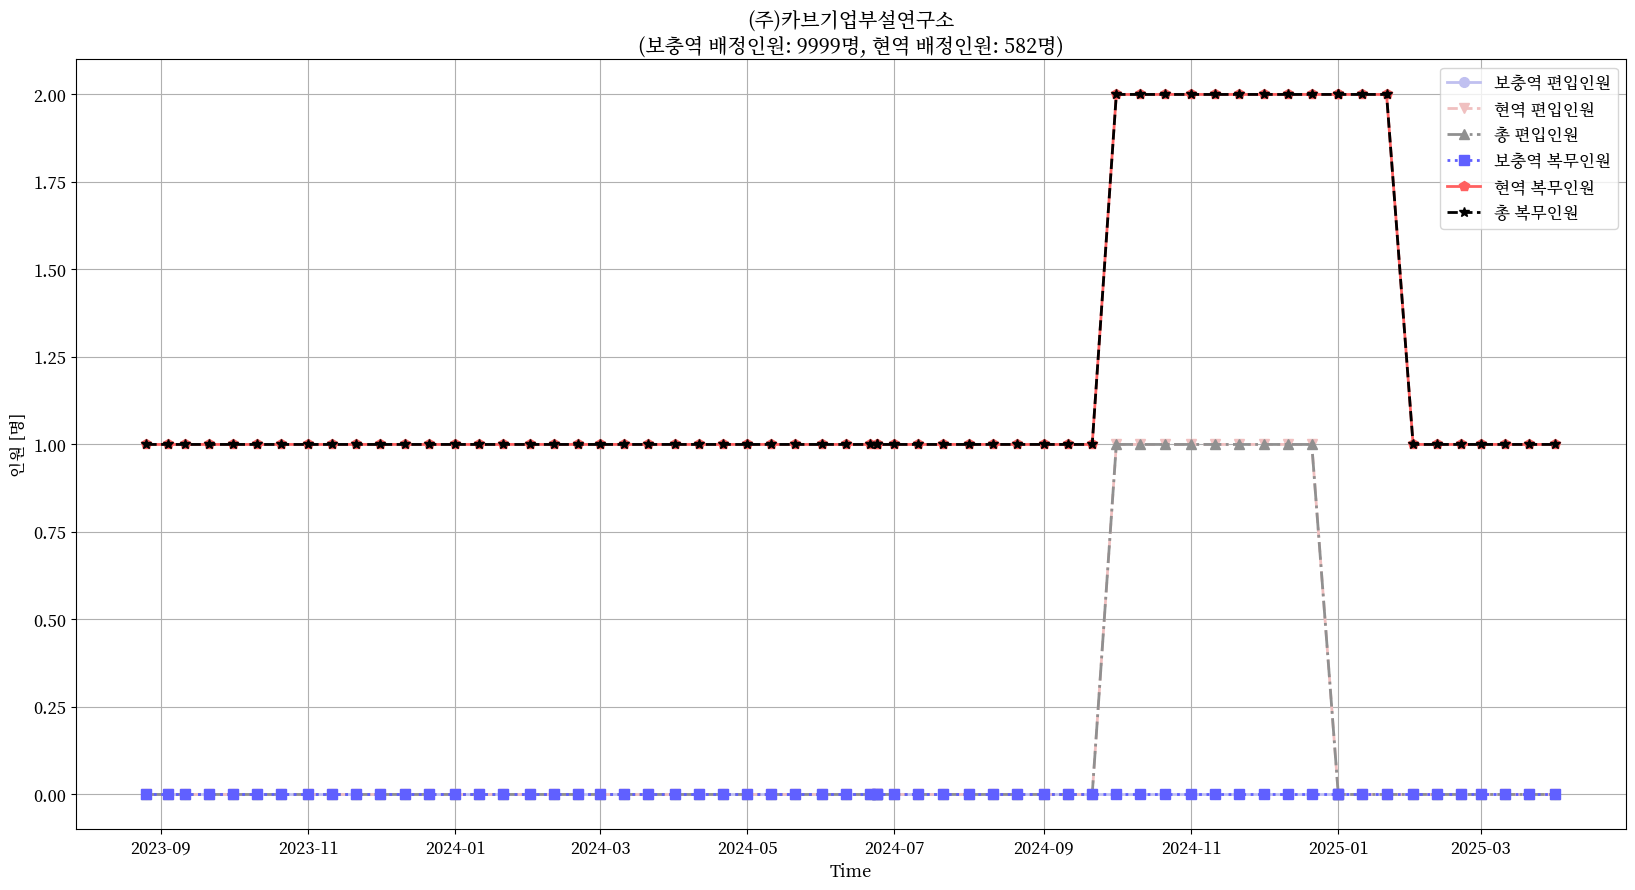 (주)카브기업부설연구소
(보충역 배정인원: 9999명, 현역 배정인원: 582명)
보충역 편입인원
현역 편입인원
총 편입인원
보충역 복무인원
현역 복무인원
총 복무인원
인원 [명]
2.00
1.75
1.50
1.25
1.00
0.75
0.50
0.25
0.00
2023-09 2023-11 2024-01 2024-03 2024-05 2024-07 2024-09 2024-11 2025-01 2025-03
Time